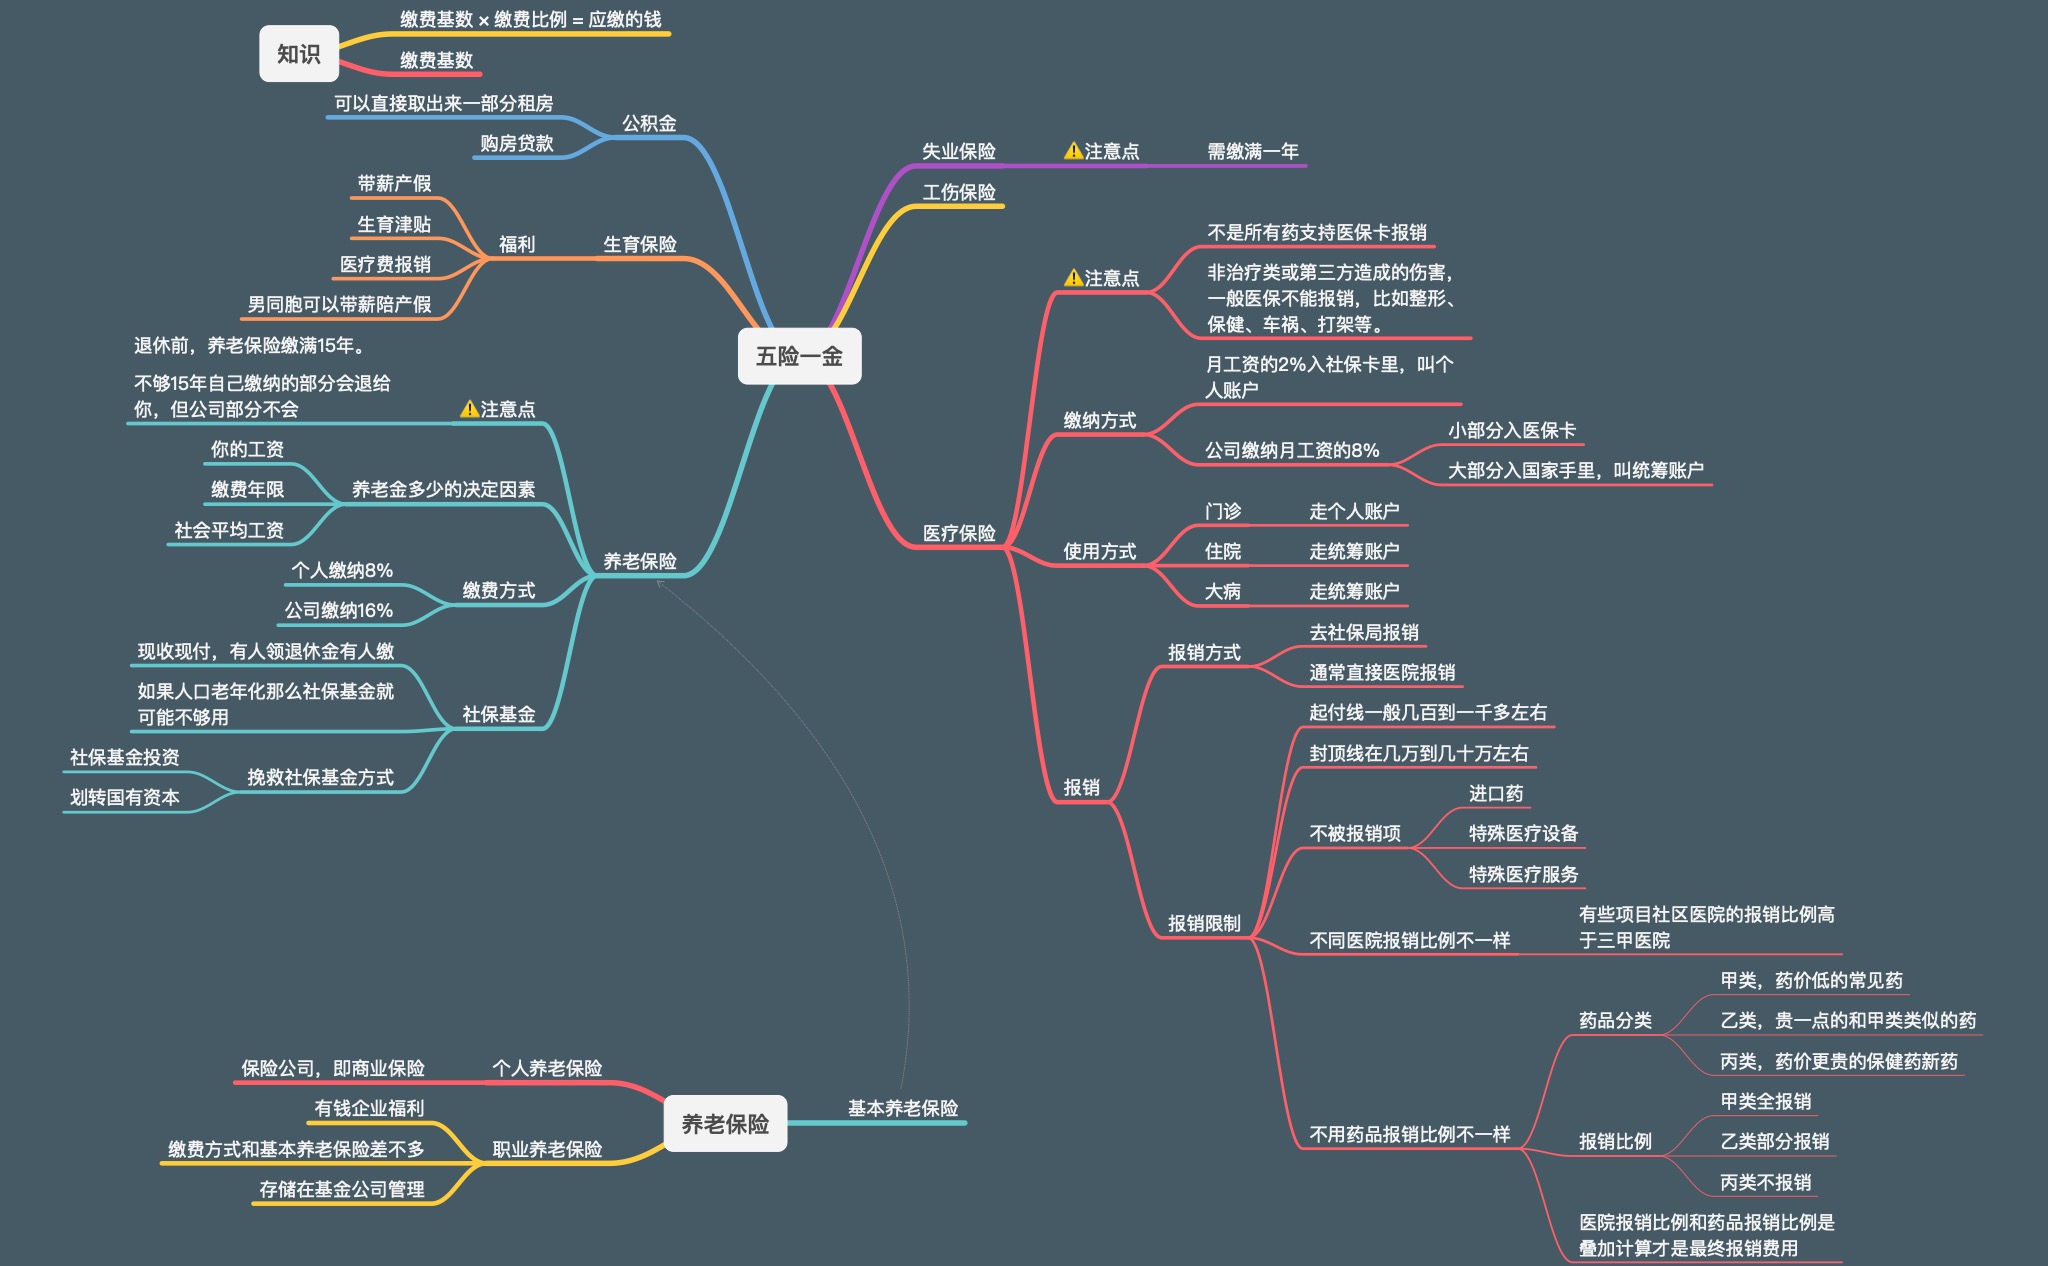 知识
缴费基数 × 缴费比例 = 应缴的钱
缴费基数
五险一金
公积金
可以直接取出来一部分租房
购房贷款
生育保险
福利
带薪产假
生育津贴
医疗费报销
男同胞可以带薪陪产假
养老保险
⚠️注意点
退休前，养老保险缴满15年。
不够15年自己缴纳的部分会退给
你，但公司部分不会
养老金多少的决定因素
你的工资
缴费年限
社会平均工资
缴费方式
个人缴纳8%
公司缴纳16%
社保基金
现收现付，有人领退休金有人缴
如果人口老年化那么社保基金就
可能不够用
挽救社保基金方式
社保基金投资
划转国有资本
失业保险
⚠️注意点
需缴满一年
工伤保险
医疗保险
⚠️注意点
不是所有药支持医保卡报销
非治疗类或第三方造成的伤害，
一般医保不能报销，比如整形、
保健、车祸、打架等。
缴纳方式
月工资的2%入社保卡里，叫个
人账户
公司缴纳月工资的8%
小部分入医保卡
大部分入国家手里，叫统筹账户
使用方式
门诊
走个人账户
住院
走统筹账户
大病
走统筹账户
报销
报销方式
去社保局报销
通常直接医院报销
报销限制
起付线一般几百到一千多左右
封顶线在几万到几十万左右
不被报销项
进口药
特殊医疗设备
特殊医疗服务
不同医院报销比例不一样
有些项目社区医院的报销比例高
于三甲医院
不用药品报销比例不一样
药品分类
甲类，药价低的常见药
乙类，贵一点的和甲类类似的药
丙类，药价更贵的保健药新药
报销比例
甲类全报销
乙类部分报销
丙类不报销
医院报销比例和药品报销比例是
叠加计算才是最终报销费用
养老保险
个人养老保险
保险公司，即商业保险
职业养老保险
有钱企业福利
缴费方式和基本养老保险差不多
存储在基金公司管理
基本养老保险